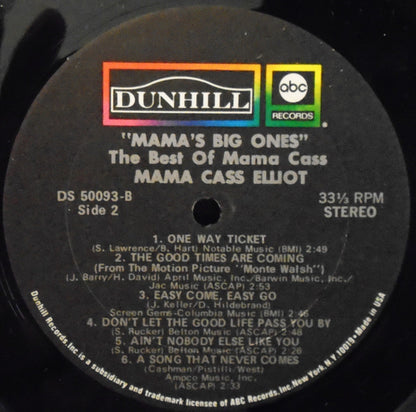 DUNHILL
abc
RECORDS
"MAMA'S BIG ONES"
The Best Of Mama Cass
MAMA CASS ELLIOT
DS 50093-B
Side 2
33⅓ RPM
STEREO
1. ONE WAY TICKET
(S. Lawrence/B. Hart) Notable Music (BMI) 2:49
2. THE GOOD TIMES ARE COMING
(From The Motion Picture "Monte Walsh")
(J. Barry/H. David) April Music, Inc./Barwin Music, Inc./
Jac Music (ASCAP) 2:53
3. EASY COME, EASY GO
(J. Keller/D. Hildebrand)
Screen Gems-Columbia Music (BMI) 2:46
4. DON'T LET THE GOOD LIFE PASS YOU BY
(S. Rucker) Belton Music (ASCAP) 2:48
5. AIN'T NOBODY ELSE LIKE YOU
(S. Rucker) Belton Music (ASCAP) 2:26
6. A SONG THAT NEVER COMES
(Cashman/Pistilli/West)
Ampco Music, Inc.
(ASCAP) 2:33
Dunhill Records, Inc. is a subsidiary and trademark licensee of ABC Records, Inc. New York, N.Y. 10019 • Made in USA